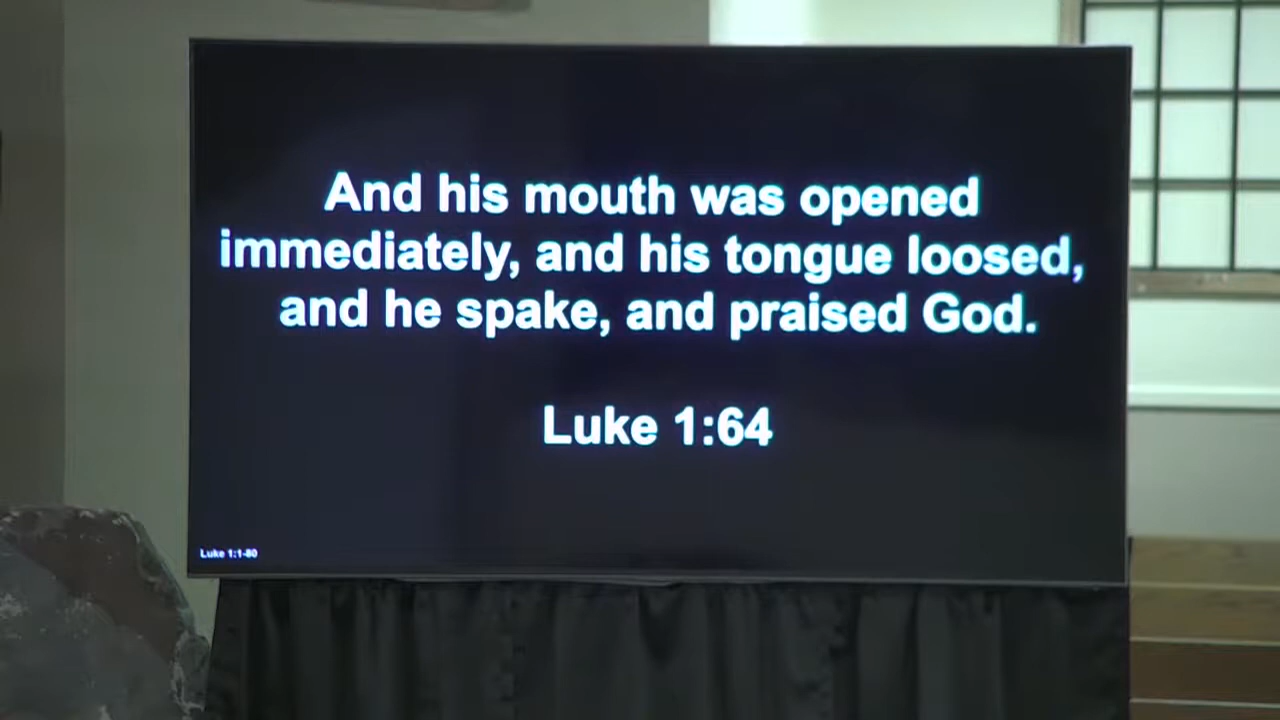 And his mouth was opened
immediately, and his tongue loosed,
and he spake, and praised God.
Luke 1:64
Luke 1:1-80